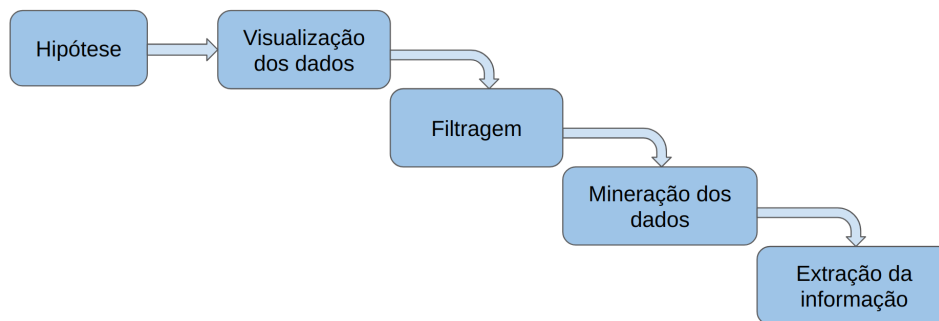 Hipótese
Visualização
dos dados
Filtragem
Mineração dos
dados
Extração da
informação